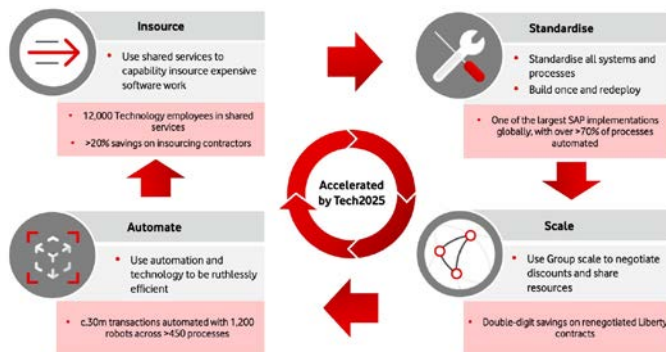 Insource
• Use shared services to
capability insource expensive
software work
• 12,000 Technology employees in shared
services
• >20% savings on insourcing contractors
Standardise
• Standardise all systems and
processes
• Build once and redeploy
• One of the largest SAP implementations
globally, with over >70% of processes
automated
Accelerated
by Tech2025
Automate
• Use automation and
technology to be ruthlessly
efficient
• c.30m transactions automated with 1,200
robots across >450 processes
Scale
• Use Group scale to negotiate
discounts and share
resources
• Double-digit savings on renegotiated Liberty
contracts